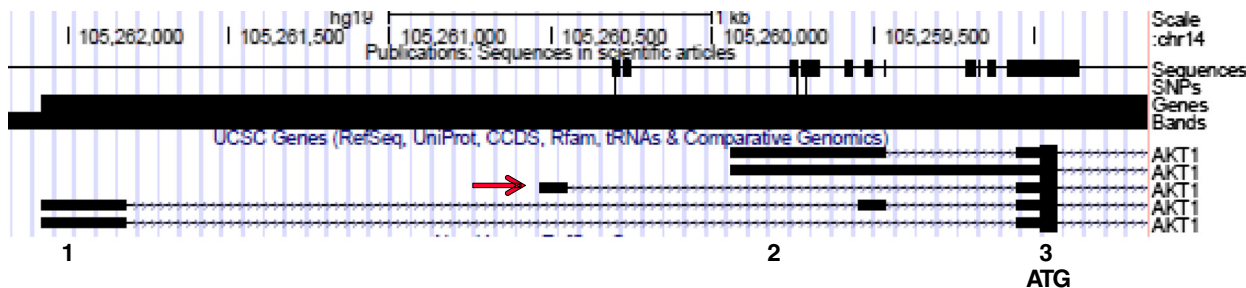 hg19 1 kb Scale
105,262,000 105,261,500 105,261,000 105,260,500 105,260,000 105,259,500 :chr14
Publications: Sequences in scientific articles
Sequences
SNPs
Genes
Bands
UCSC Genes (RefSeq, UniProt, CCDS, Rfam, tRNAs & Comparative Genomics)
AKT1
AKT1
AKT1
AKT1
AKT1
1 2 3
ATG